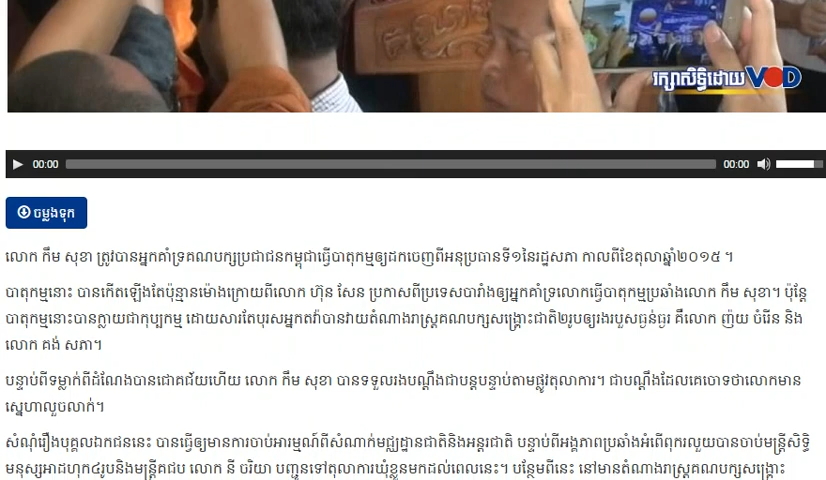 រក្សាសិទ្ធិដោយ VOD
00:00
00:00
ចម្លងទុក
លោក កឹម សុខា ត្រូវបានអ្នកគាំទ្រគណបក្សប្រជាជនកម្ពុជាធ្វើបាតុកម្មឲ្យដកចេញពីអនុប្រធានទី១នៃរដ្ឋសភា កាលពីខែតុលាឆ្នាំ២០១៥ ។
បាតុកម្មនោះ បានកើតឡើងតែប៉ុន្មានម៉ោងក្រោយពីលោក ហ៊ុន សែន ប្រកាសពីប្រទេសបារាំងឲ្យអ្នកគាំទ្រលោកធ្វើបាតុកម្មប្រឆាំងលោក កឹម សុខា។ ប៉ុន្តែ
បាតុកម្មនោះបានក្លាយជាកុប្បកម្ម ដោយសារតែបុរសអ្នកតវ៉ាបានវាយតំណាងរាស្ត្រគណបក្សសង្គ្រោះជាតិ២រូបឲ្យរងរបួសធ្ងន់ធ្ងរ គឺលោក ញ៉យ ចំរើន និង
លោក គង់ សភា។
បន្ទាប់ពីទម្លាក់ពីដំណែងបានជោគជ័យហើយ លោក កឹម សុខា បានទទួលរងបណ្ដឹងជាបន្តបន្ទាប់តាមផ្លូវតុលាការ។ ជាបណ្ដឹងដែលគេចោទថាលោកមាន
ស្នេហាលួចលាក់។
សំណុំរឿងបុគ្គលឯកជននេះ បានធ្វើឲ្យមានការចាប់អារម្មណ៍ពីសំណាក់មជ្ឈដ្ឋានជាតិនិងអន្តរជាតិ បន្ទាប់ពីអង្គភាពប្រឆាំងអំពើពុករលួយបានចាប់មន្ត្រីសិទ្ធិ
មនុស្សអាដហុក៤រូបនិងមន្ត្រីគជប លោក នី ចរិយា បញ្ជូនទៅតុលាការឃុំខ្លួនមកដល់ពេលនេះ។ បន្ថែមពីនេះ នៅមានតំណាងរាស្ត្រគណបក្សសង្គ្រោះ